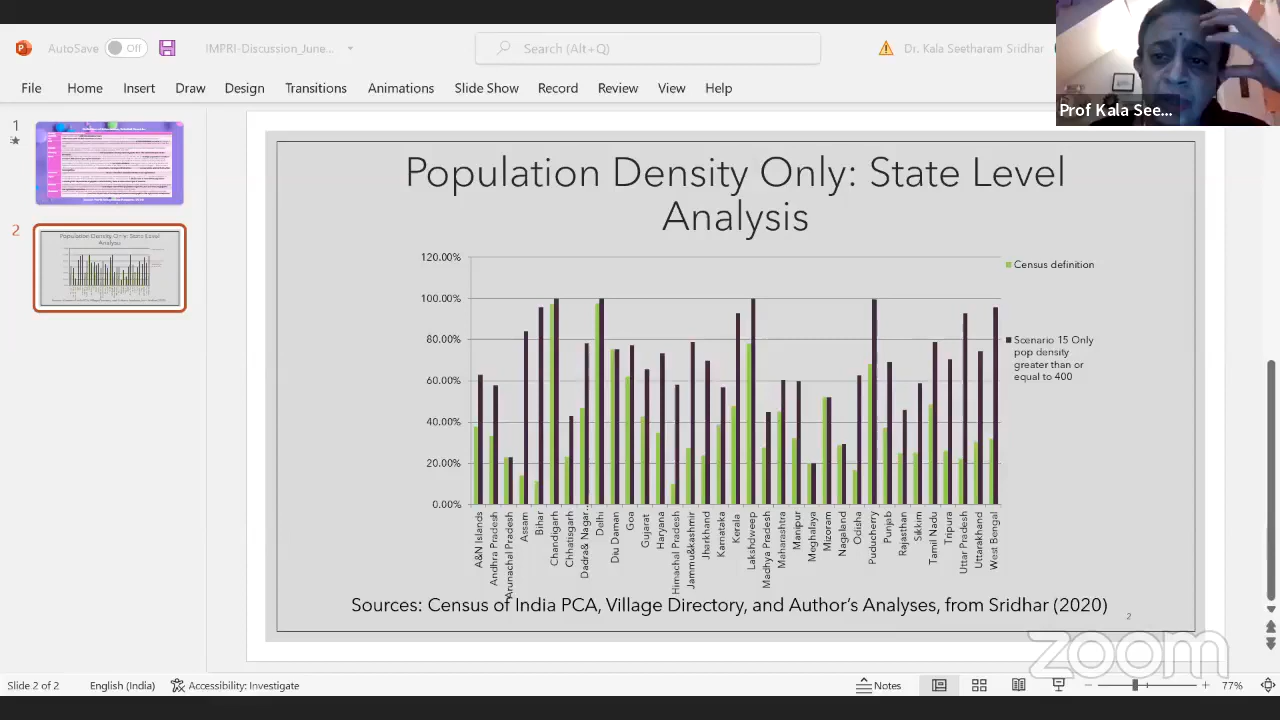 AutoSave
Off
IMPRI-Discussion_June...
Search (Alt+Q)
Dr. Kala Seetharam Sridhar
Prof Kala See...
File Home Insert Draw Design Transitions Animations Slide Show Record Review View Help
1
2
Population Density Only: State Level
Analysis
120.00%
100.00%
80.00%
60.00%
40.00%
20.00%
0.00%
Census definition
Scenario 15 Only
pop density
greater than or
equal to 400
A&N Islands
Andhra Pradesh
Arunachal Pradesh
Assam
Bihar
Chandigarh
Chhatisgarh
Dadra& Nagar...
Delhi
Diu Daman
Goa
Gujarat
Haryana
Himachal Pradesh
Jammu&kashmir
Jharkhand
Karnataka
Kerala
Lakshdweep
Madhya Pradesh
Maharashtra
Manipur
Meghalaya
Mizoram
Nagaland
Odisha
Puducherry
Punjab
Rajasthan
Sikkim
Tamil Nadu
Tripura
Uttar Pradesh
Uttarakhand
West Bengal
Sources: Census of India PCA, Village Directory, and Author's Analyses, from Sridhar (2020)
2
zoom
Slide 2 of 2 English (India) Accessibility: Investigate Notes 77%